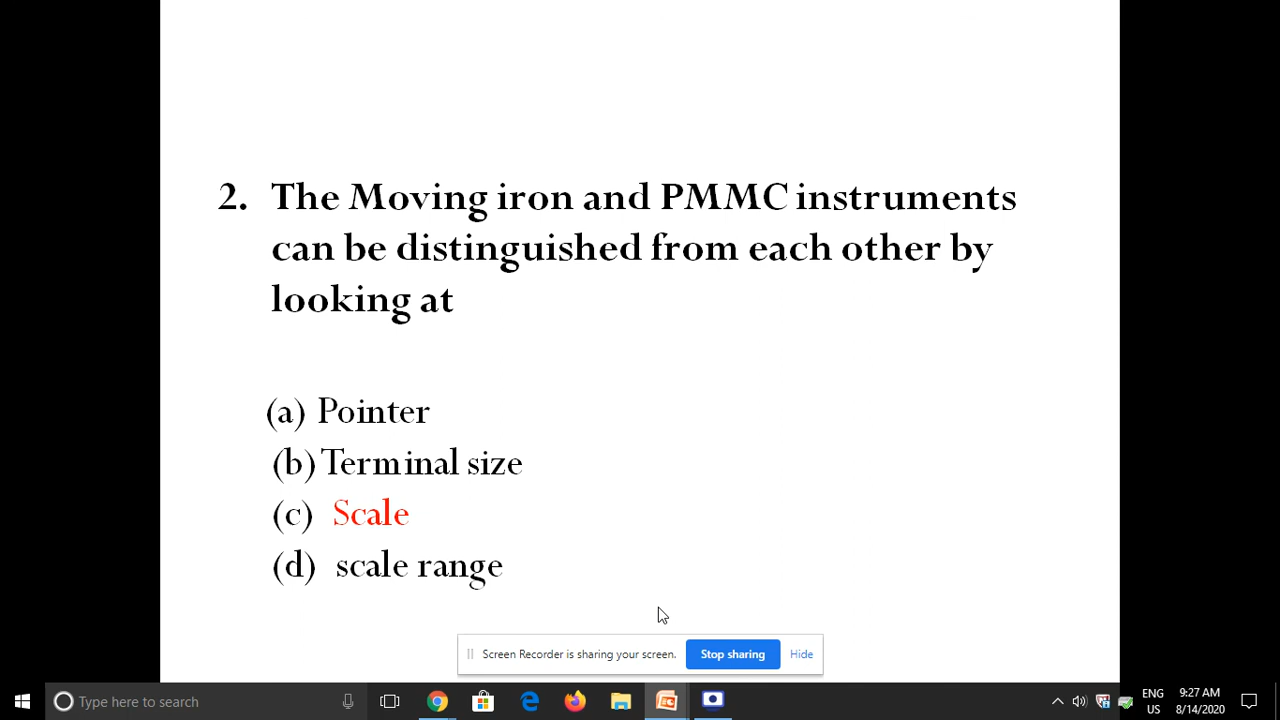 2. The Moving iron and PMMC instruments
can be distinguished from each other by
looking at
(a) Pointer
(b) Terminal size
(c) Scale
(d) scale range
Screen Recorder is sharing your screen. Stop sharing Hide
Type here to search
ENG 9:27 AM
US 8/14/2020